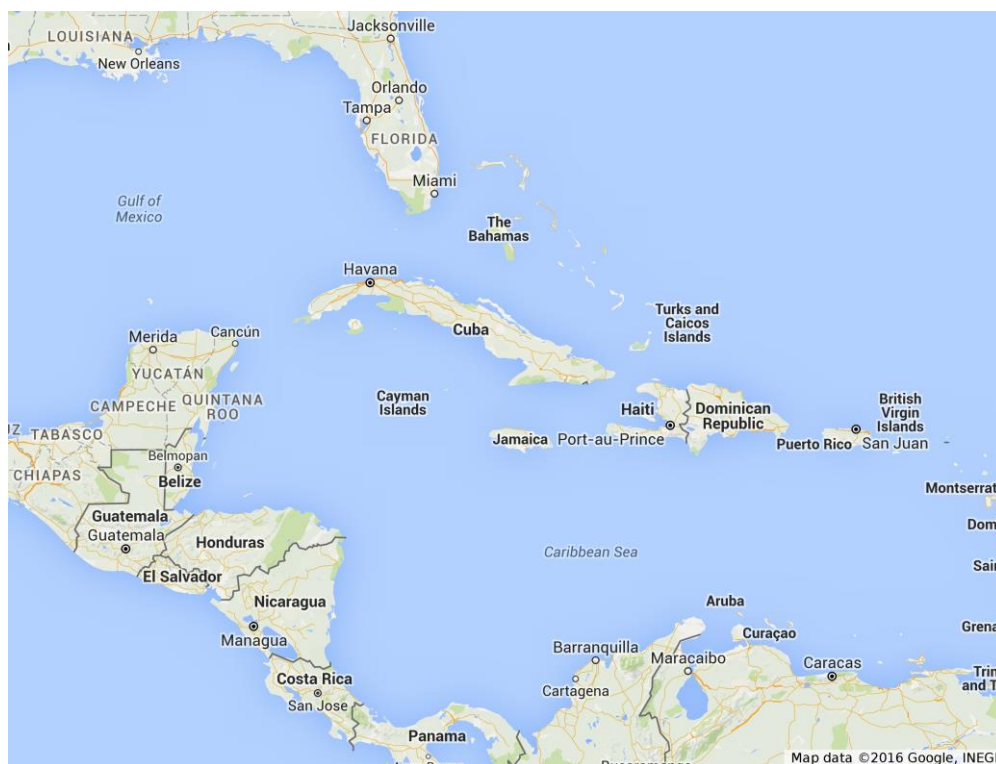 Jacksonville
LOUISIANA
New Orleans
Orlando
Tampa
FLORIDA
Miami
Gulf of
Mexico
The
Bahamas
Havana
Turks and
Caicos
Islands
Cuba
Merida
Cancún
YUCATÁN
CAMPECHE
QUINTANA
ROO
Cayman
Islands
Haiti
Dominican
Republic
British
Virgin
Islands
TABASCO
Jamaica
Port-au-Prince
Puerto Rico
San Juan
Belmopan
Belize
CHIAPAS
Montserrat
Guatemala
Guatemala
Honduras
Caribbean Sea
El Salvador
Nicaragua
Aruba
Curaçao
Managua
Barranquilla
Maracaibo
Caracas
Costa Rica
San Jose
Cartagena
Panama
Map data ©2016 Google, INEGI